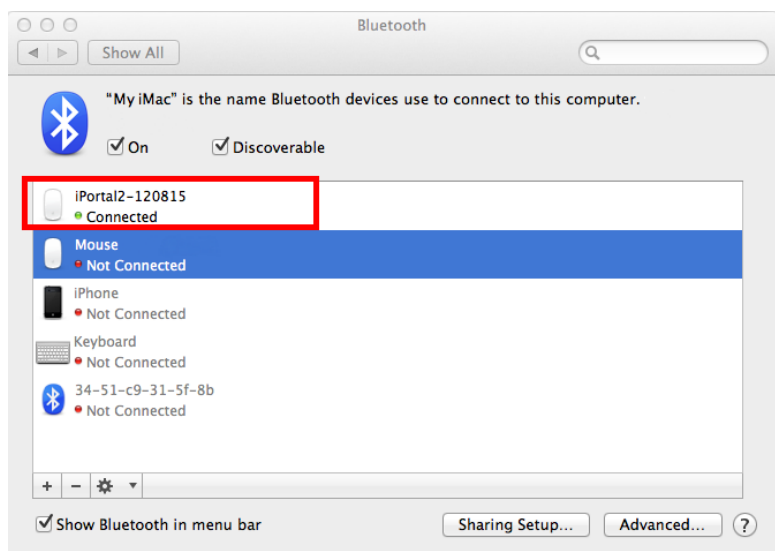 Bluetooth
Show All
“My iMac” is the name Bluetooth devices use to connect to this computer.
On Discoverable
iPortal2-120815
Connected
Mouse
Not Connected
iPhone
Not Connected
Keyboard
Not Connected
34-51-c9-31-5f-8b
Not Connected
+ -
Show Bluetooth in menu bar Sharing Setup... Advanced... ?